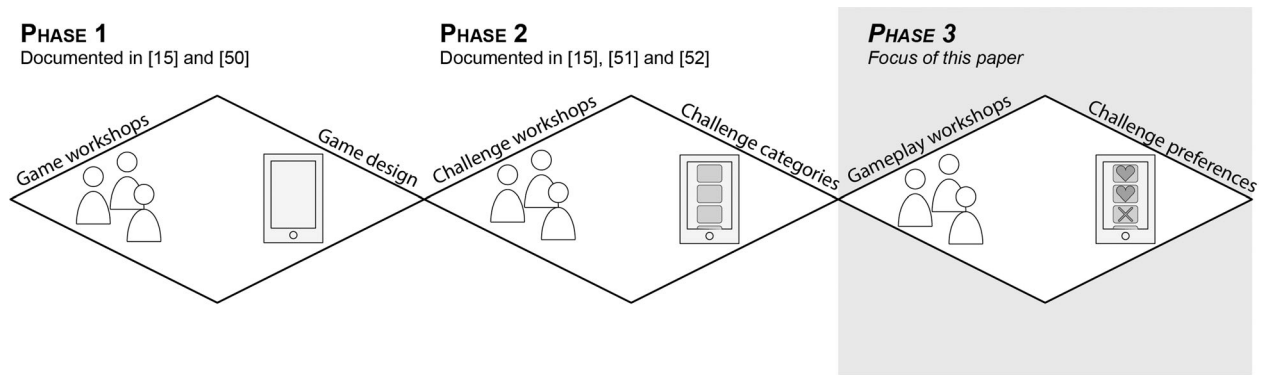 PHASE 1
Documented in [15] and [50]
Game workshops
Game design
PHASE 2
Documented in [15], [51] and [52]
Challenge workshops
Challenge categories
PHASE 3
Focus of this paper
Gameplay workshops
Challenge preferences